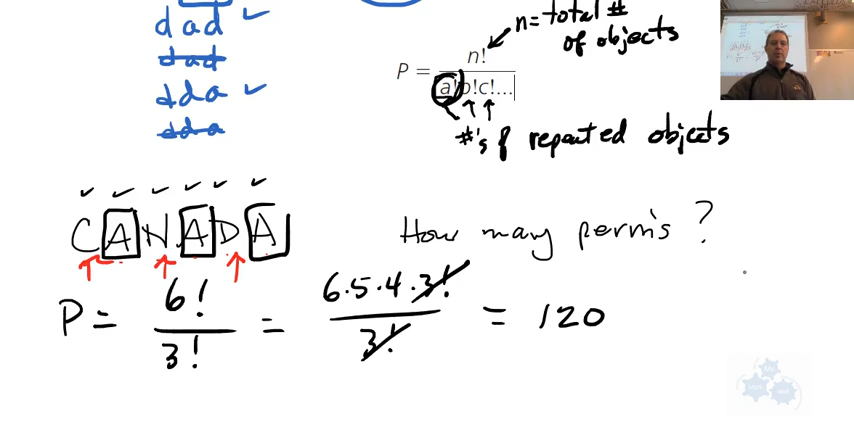 dad ✓
dad
dda ✓
dda
n = total #
of objects
P = n! / a!b!c!...
#'s of repeated objects
CANADA
How many perms?
P = 6! / 3! = 6·5·4·3! / 3! = 120